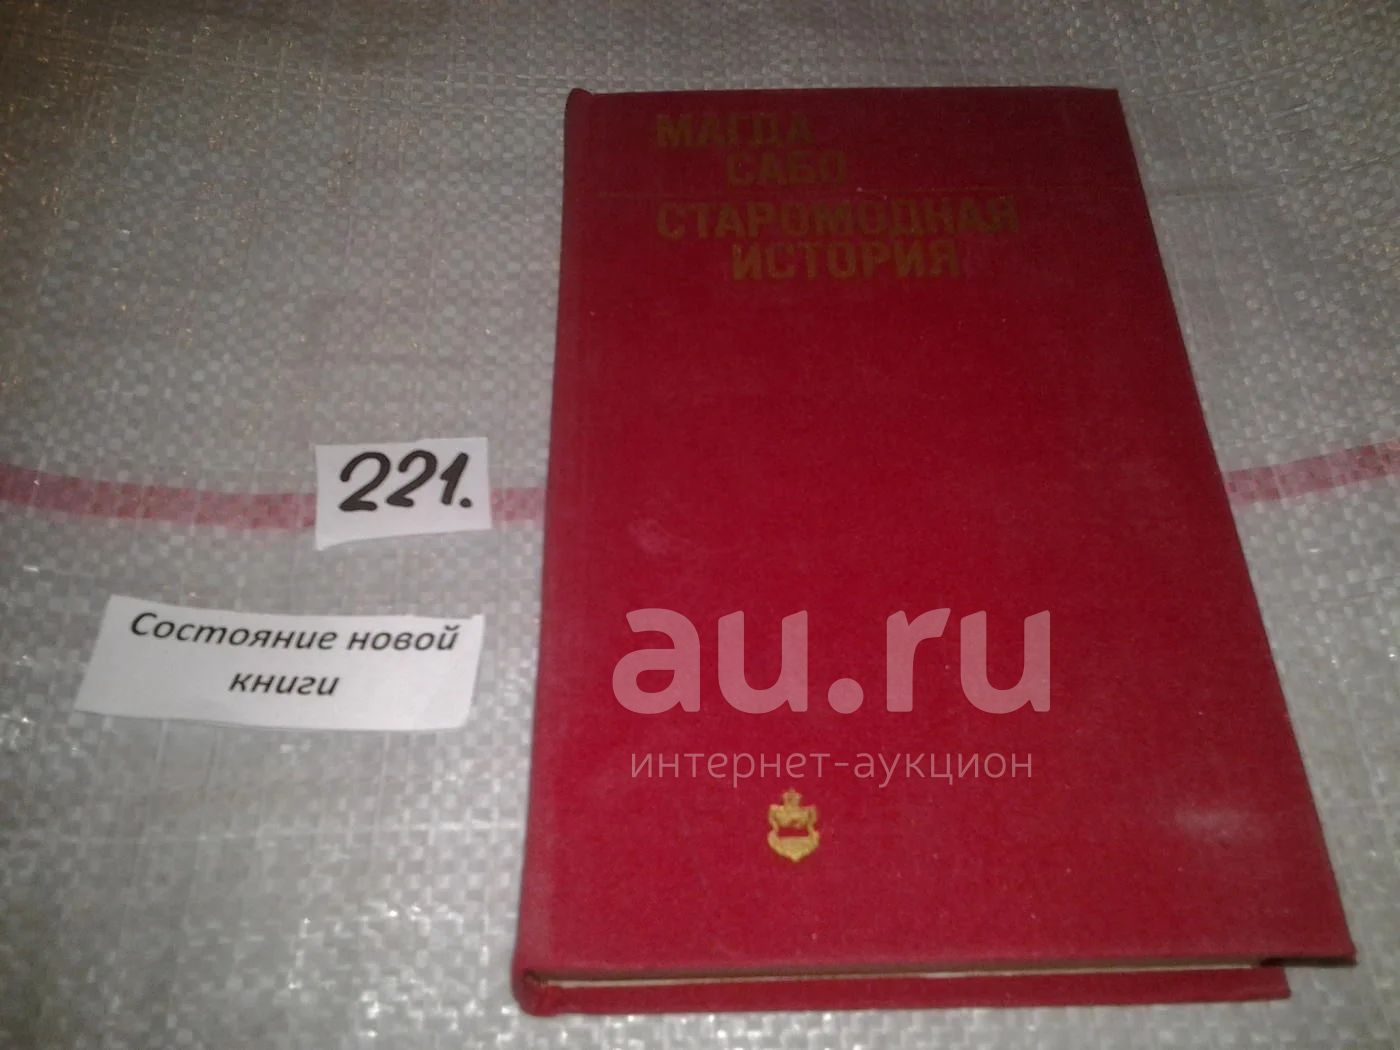 МАГДА
САБО
СТАРОМОДНАЯ
ИСТОРИЯ
221.
Состояние новой
книги
au.ru
интернет-аукцион